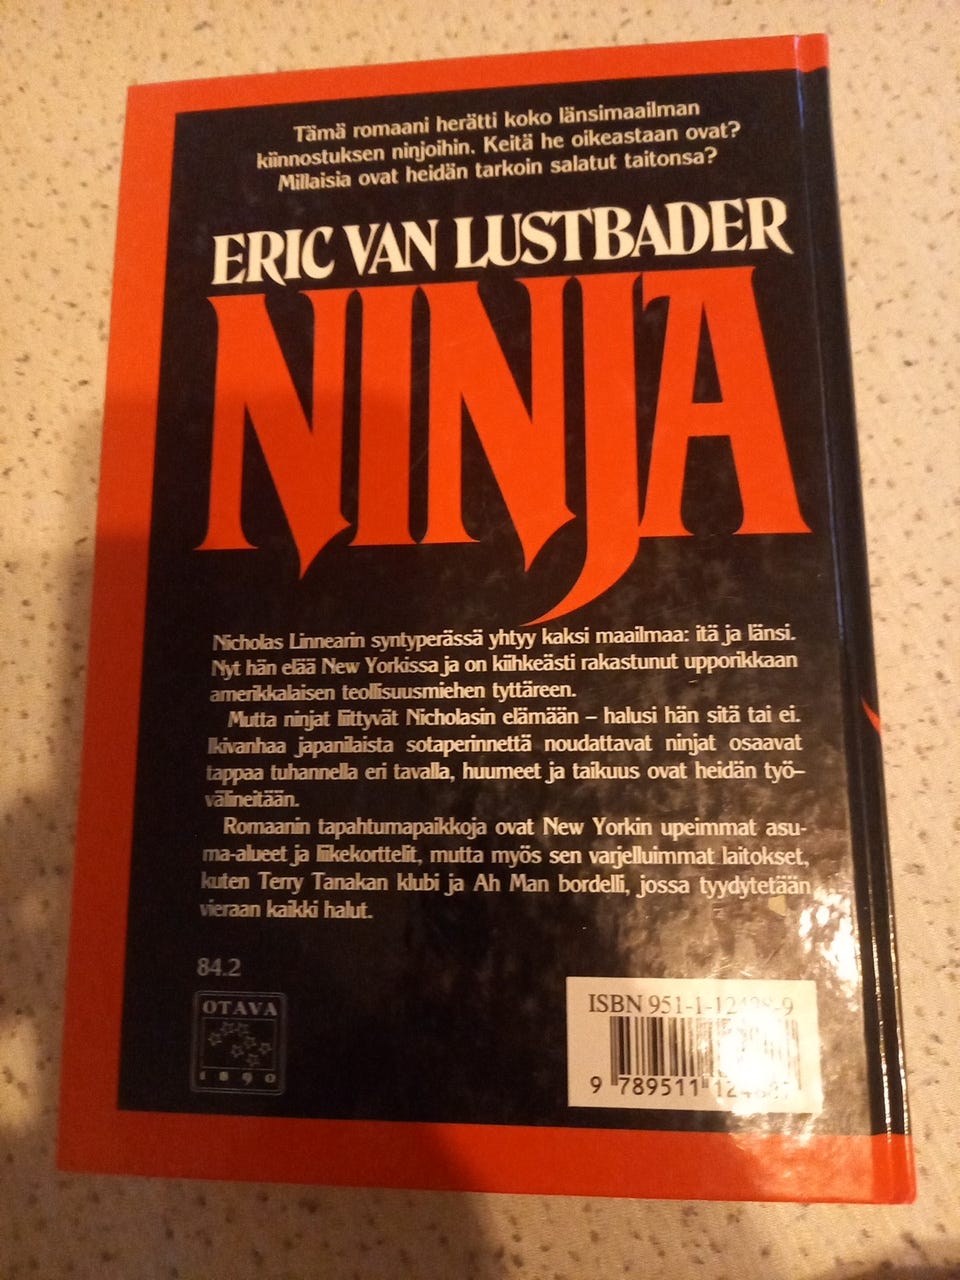 Tämä romaani herätti koko länsimaailman
kiinnostuksen ninjoihin. Keitä he oikeastaan ovat?
Millaisia ovat heidän tarkoin salatut taitonsa?
ERIC VAN LUSTBADER
NINJA
Nicholas Linnearin syntyperässä yhtyy kaksi maailmaa: itä ja länsi.
Nyt hän elää New Yorkissa ja on kiihkeästi rakastunut upporikkaan
amerikkalaisen teollisuusmiehen tyttäreen.
Mutta ninjat liittyvät Nicholasin elämään – halusi hän sitä tai ei.
Ikivanhaa japanilaista sotaperinnettä noudattavat ninjat osaavat
tappaa tuhannella eri tavalla, huumeet ja taikuus ovat heidän työ-
välineitään.
Romaanin tapahtumapaikkoja ovat New Yorkin upeimmat asu-
ma-alueet ja liikekorttelit, mutta myös sen varjelluimmat laitokset,
kuten Terry Tanakan klubi ja Ah Man bordelli, jossa tyydytetään
vieraan kaikki halut.
84.2
OTAVA
1890
ISBN 951-1-
9 789511